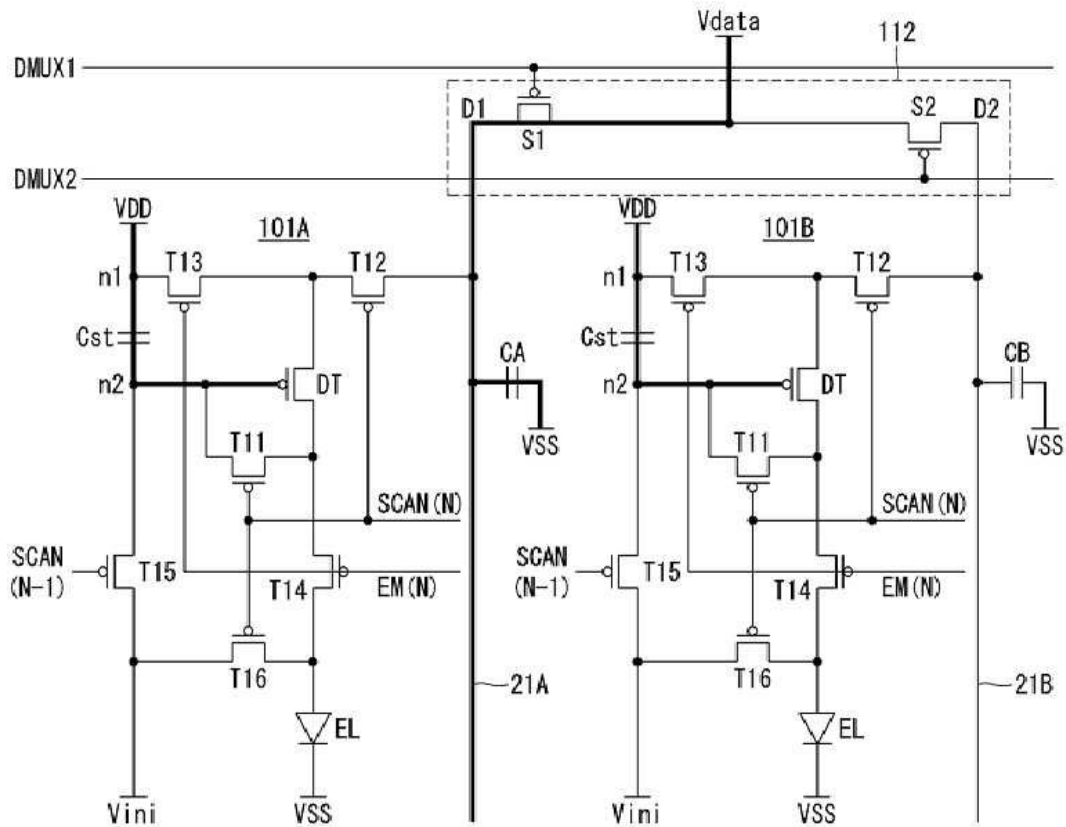 Vdata
112
DMUX1
D1
S1
S2
D2
DMUX2
VDD
101A
VDD
101B
n1
T13
T12
n1
T13
T12
Cst
CA
Cst
CB
n2
DT
n2
DT
T11
VSS
T11
VSS
SCAN(N)
SCAN(N)
SCAN
(N-1)
T15
T14
EM(N)
SCAN
(N-1)
T15
T14
EM(N)
T16
21A
T16
21B
EL
EL
Vini
VSS
Vini
VSS